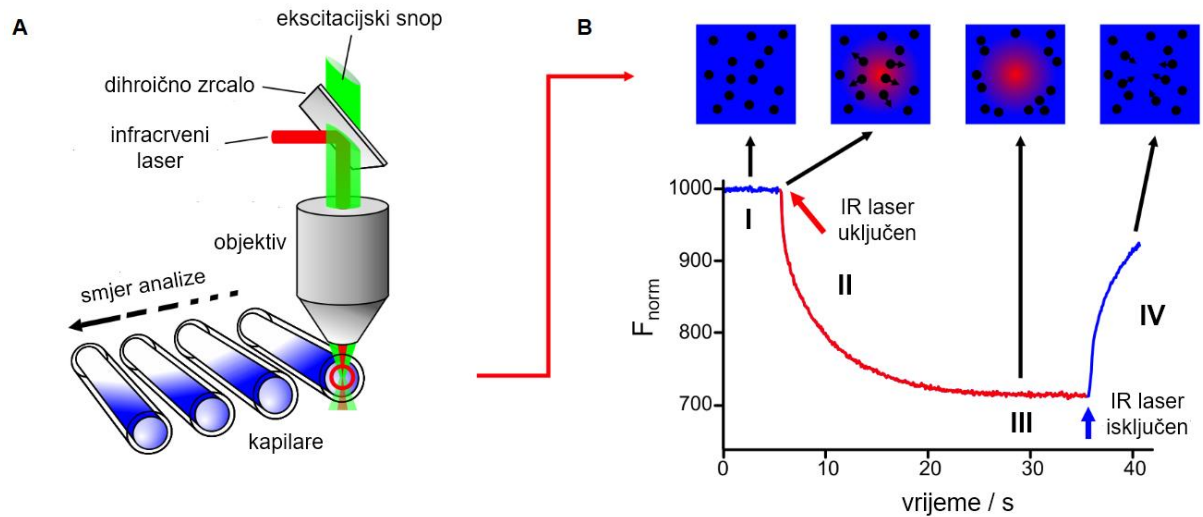 A
ekscitacijski snop
dihroično zrcalo
infracrveni
laser
objektiv
smjer analize
kapilare
B
1000
900
800
700
F norm
I
II
III
IV
IR laser
uključen
IR laser
isključen
0
10
20
30
40
vrijeme / s